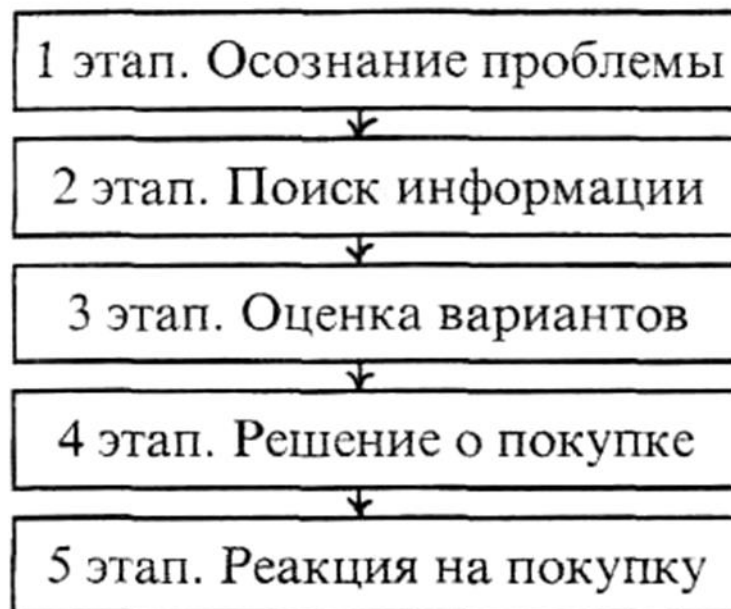 1 этап. Осознание проблемы
2 этап. Поиск информации
3 этап. Оценка вариантов
4 этап. Решение о покупке
5 этап. Реакция на покупку